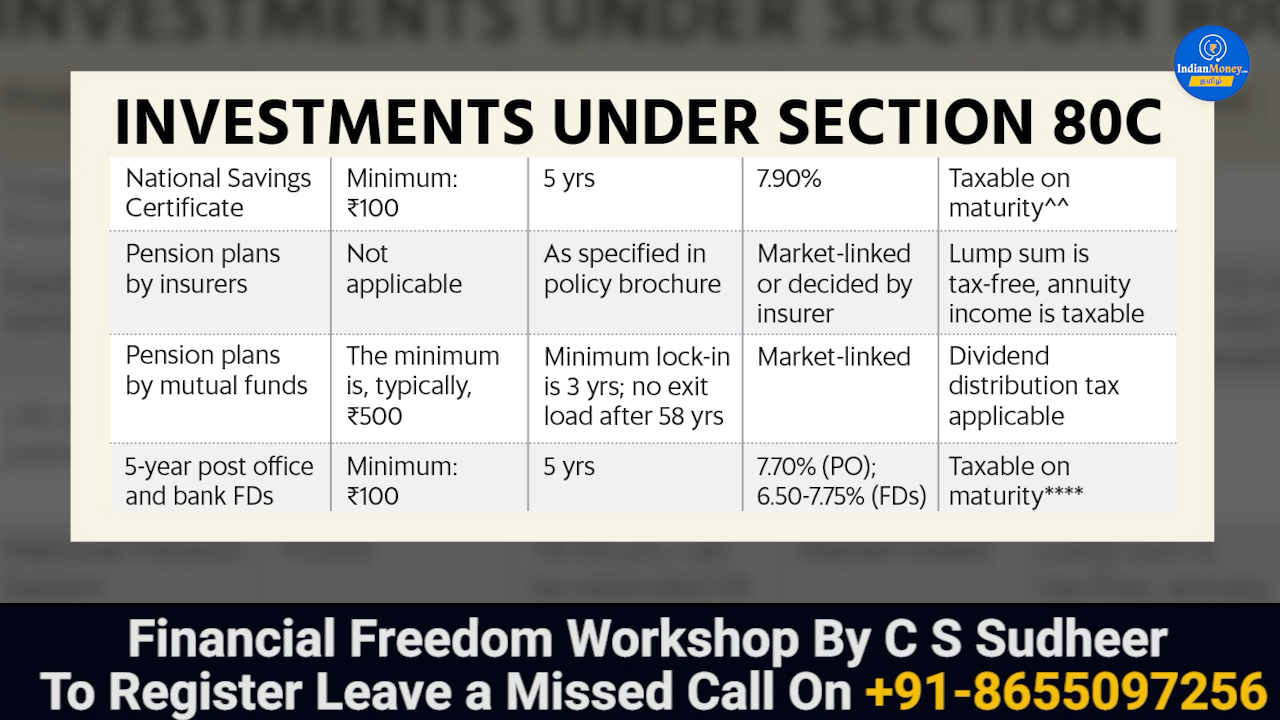 IndianMoney.com
தமிழ்
INVESTMENTS UNDER SECTION 80C
National Savings
Certificate
Minimum:
₹100
5 yrs
7.90%
Taxable on
maturity^^
Pension plans
by insurers
Not
applicable
As specified in
policy brochure
Market-linked
or decided by
insurer
Lump sum is
tax-free, annuity
income is taxable
Pension plans
by mutual funds
The minimum
is, typically,
₹500
Minimum lock-in
is 3 yrs; no exit
load after 58 yrs
Market-linked
Dividend
distribution tax
applicable
5-year post office
and bank FDs
Minimum:
₹100
5 yrs
7.70% (PO);
6.50-7.75% (FDs)
Taxable on
maturity****
Financial Freedom Workshop By C S Sudheer
To Register Leave a Missed Call On +91-8655097256